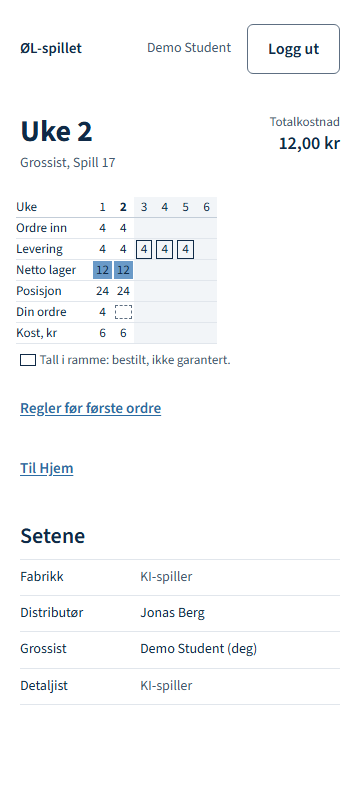 ØL-spillet Demo Student Logg ut
Uke 2 Totalkostnad
Grossist, Spill 17 12,00 kr
Uke 1 2 3 4 5 6
Ordre inn 4 4
Levering 4 4 4 4 4
Netto lager 12 12
Posisjon 24 24
Din ordre 4
Kost, kr 6 6
Tall i ramme: bestilt, ikke garantert.
Regler før første ordre
Til Hjem
Setene
Fabrikk KI-spiller
Distributør Jonas Berg
Grossist Demo Student (deg)
Detaljist KI-spiller